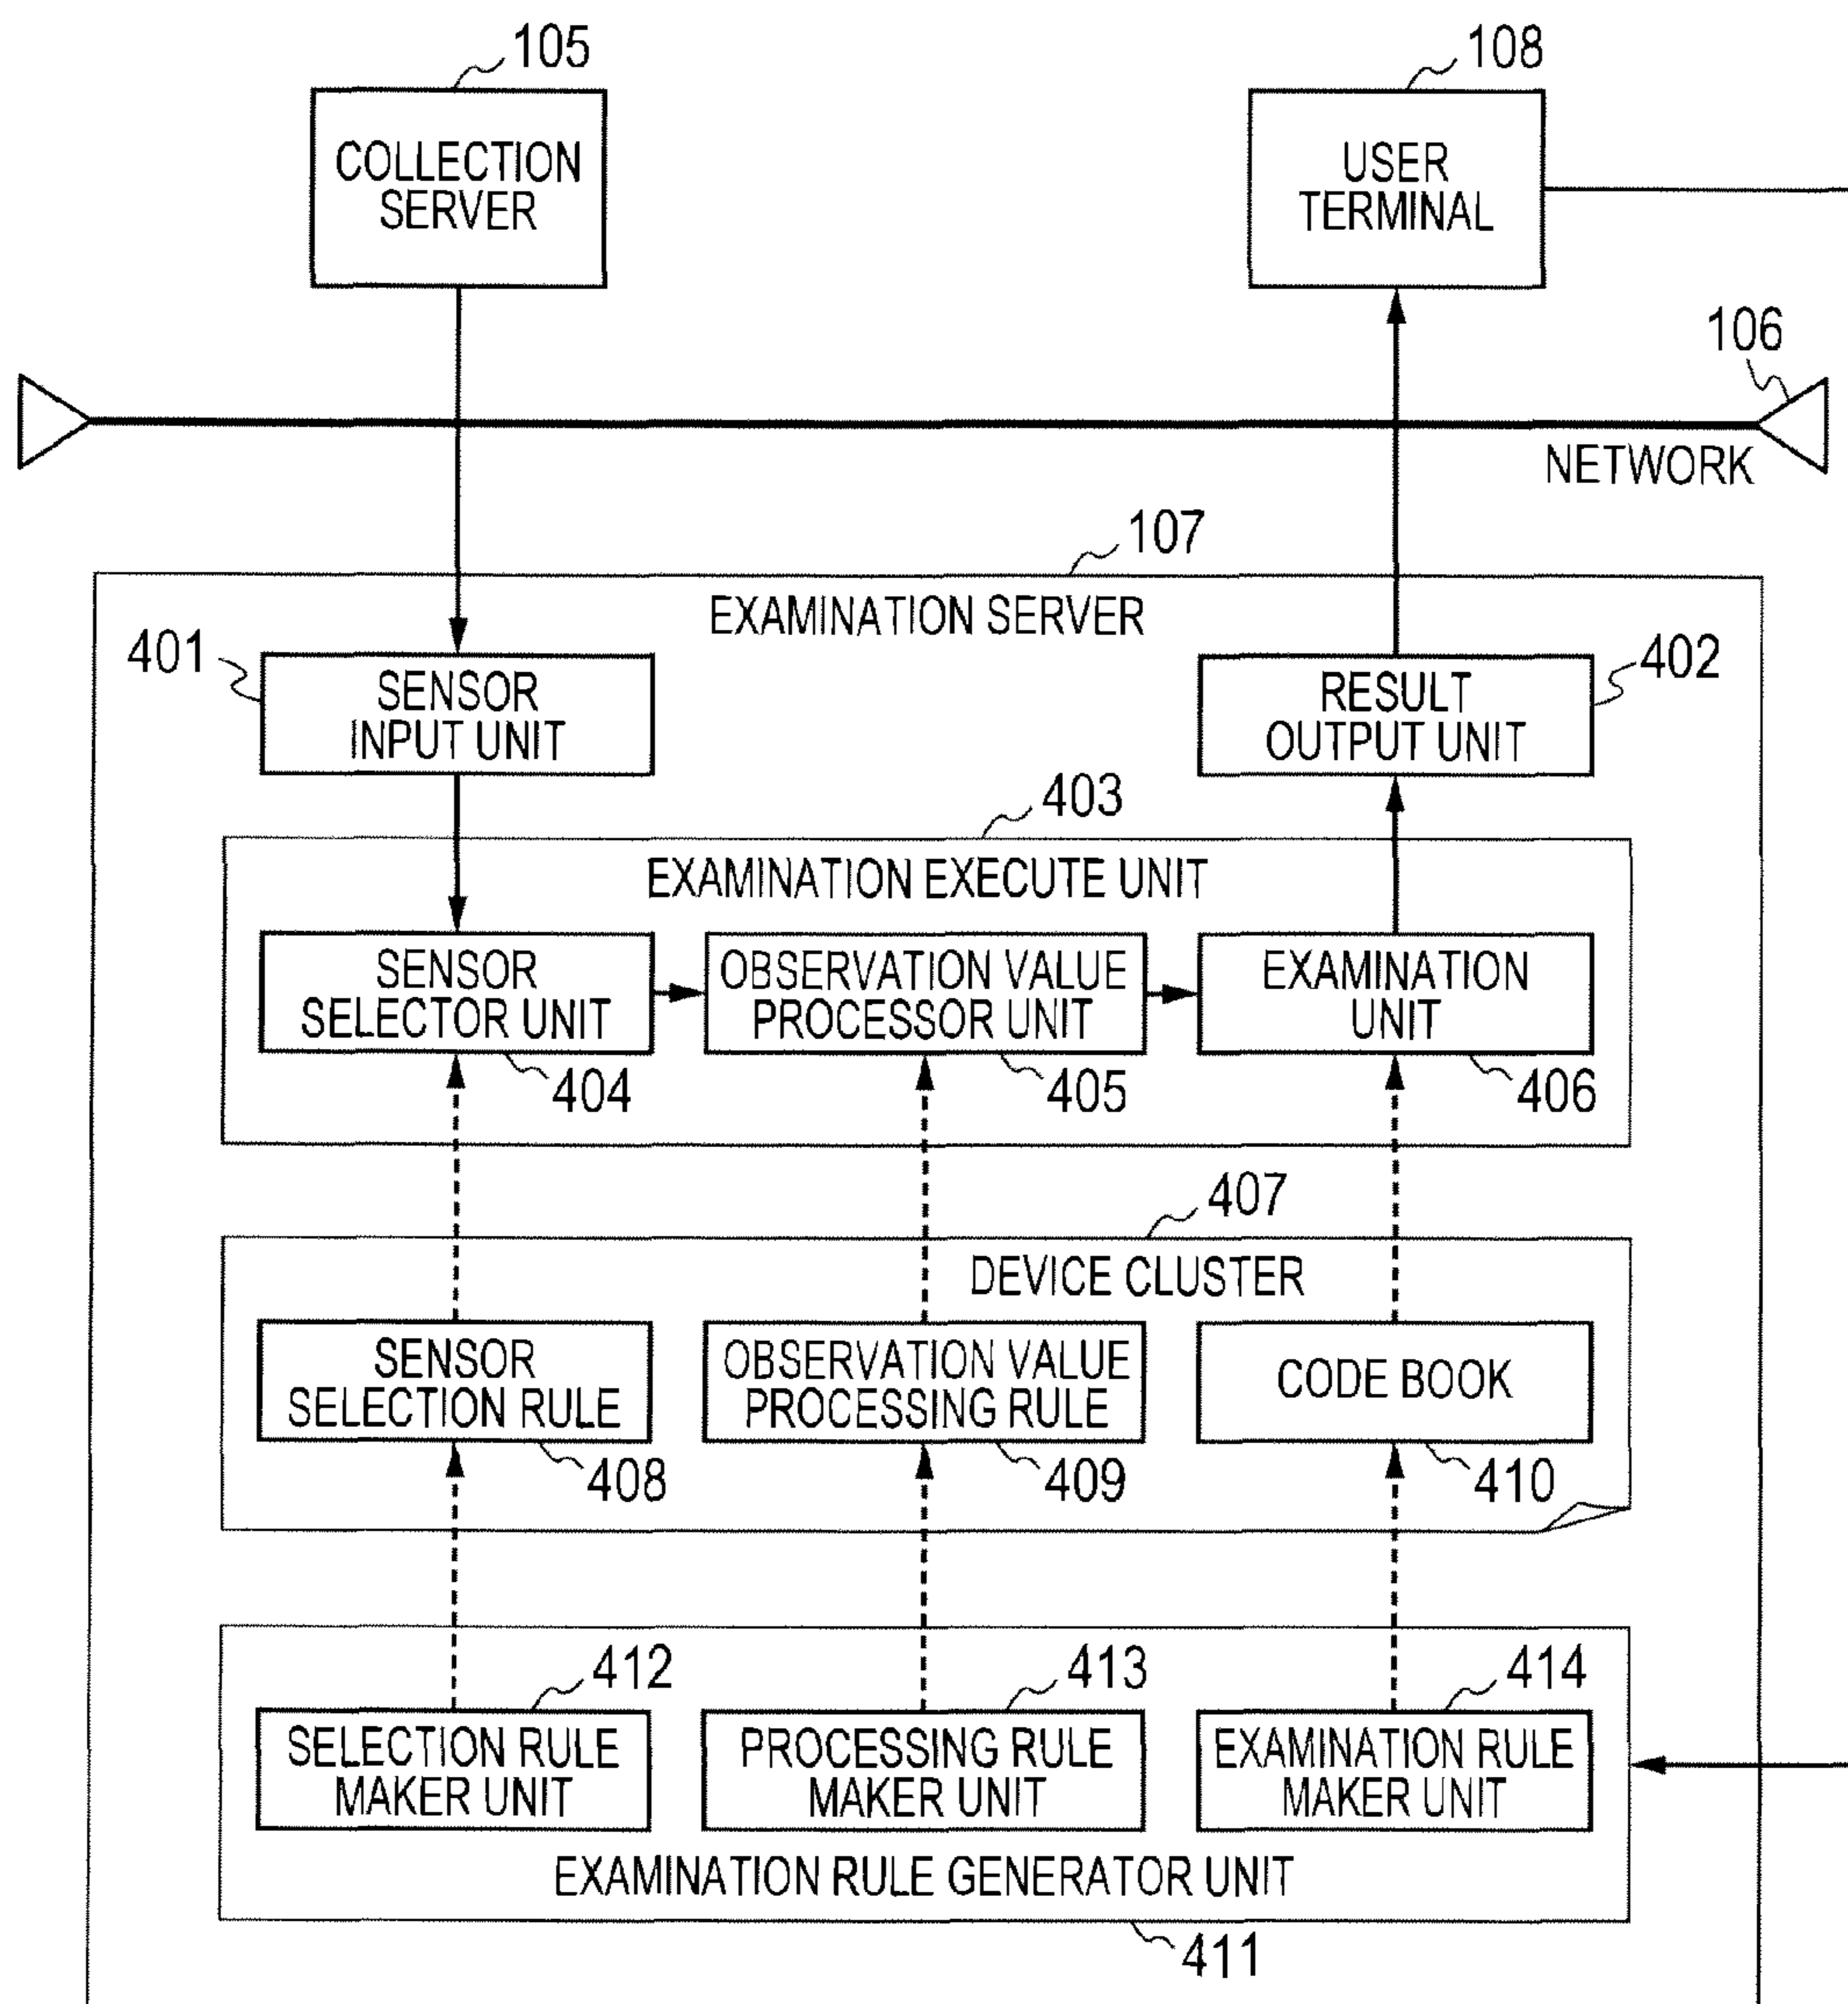 105
108
COLLECTION
SERVER
USER
TERMINAL
106
NETWORK
107
EXAMINATION SERVER
401
SENSOR
INPUT UNIT
RESULT
OUTPUT UNIT
402
403
EXAMINATION EXECUTE UNIT
SENSOR
SELECTOR UNIT
OBSERVATION VALUE
PROCESSOR UNIT
EXAMINATION
UNIT
404
405
406
407
DEVICE CLUSTER
SENSOR
SELECTION RULE
OBSERVATION VALUE
PROCESSING RULE
CODE BOOK
408
409
410
412
413
414
SELECTION RULE
MAKER UNIT
PROCESSING RULE
MAKER UNIT
EXAMINATION RULE
MAKER UNIT
EXAMINATION RULE GENERATOR UNIT
411